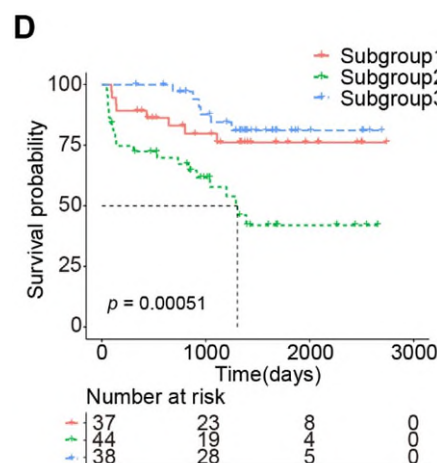 D
Subgroup1
Subgroup2
Subgroup3
100
75
50
25
0
Survival probability
p = 0.00051
0 1000 2000 3000
Time(days)
Number at risk
37 23 8 0
44 19 4 0
38 28 5 0